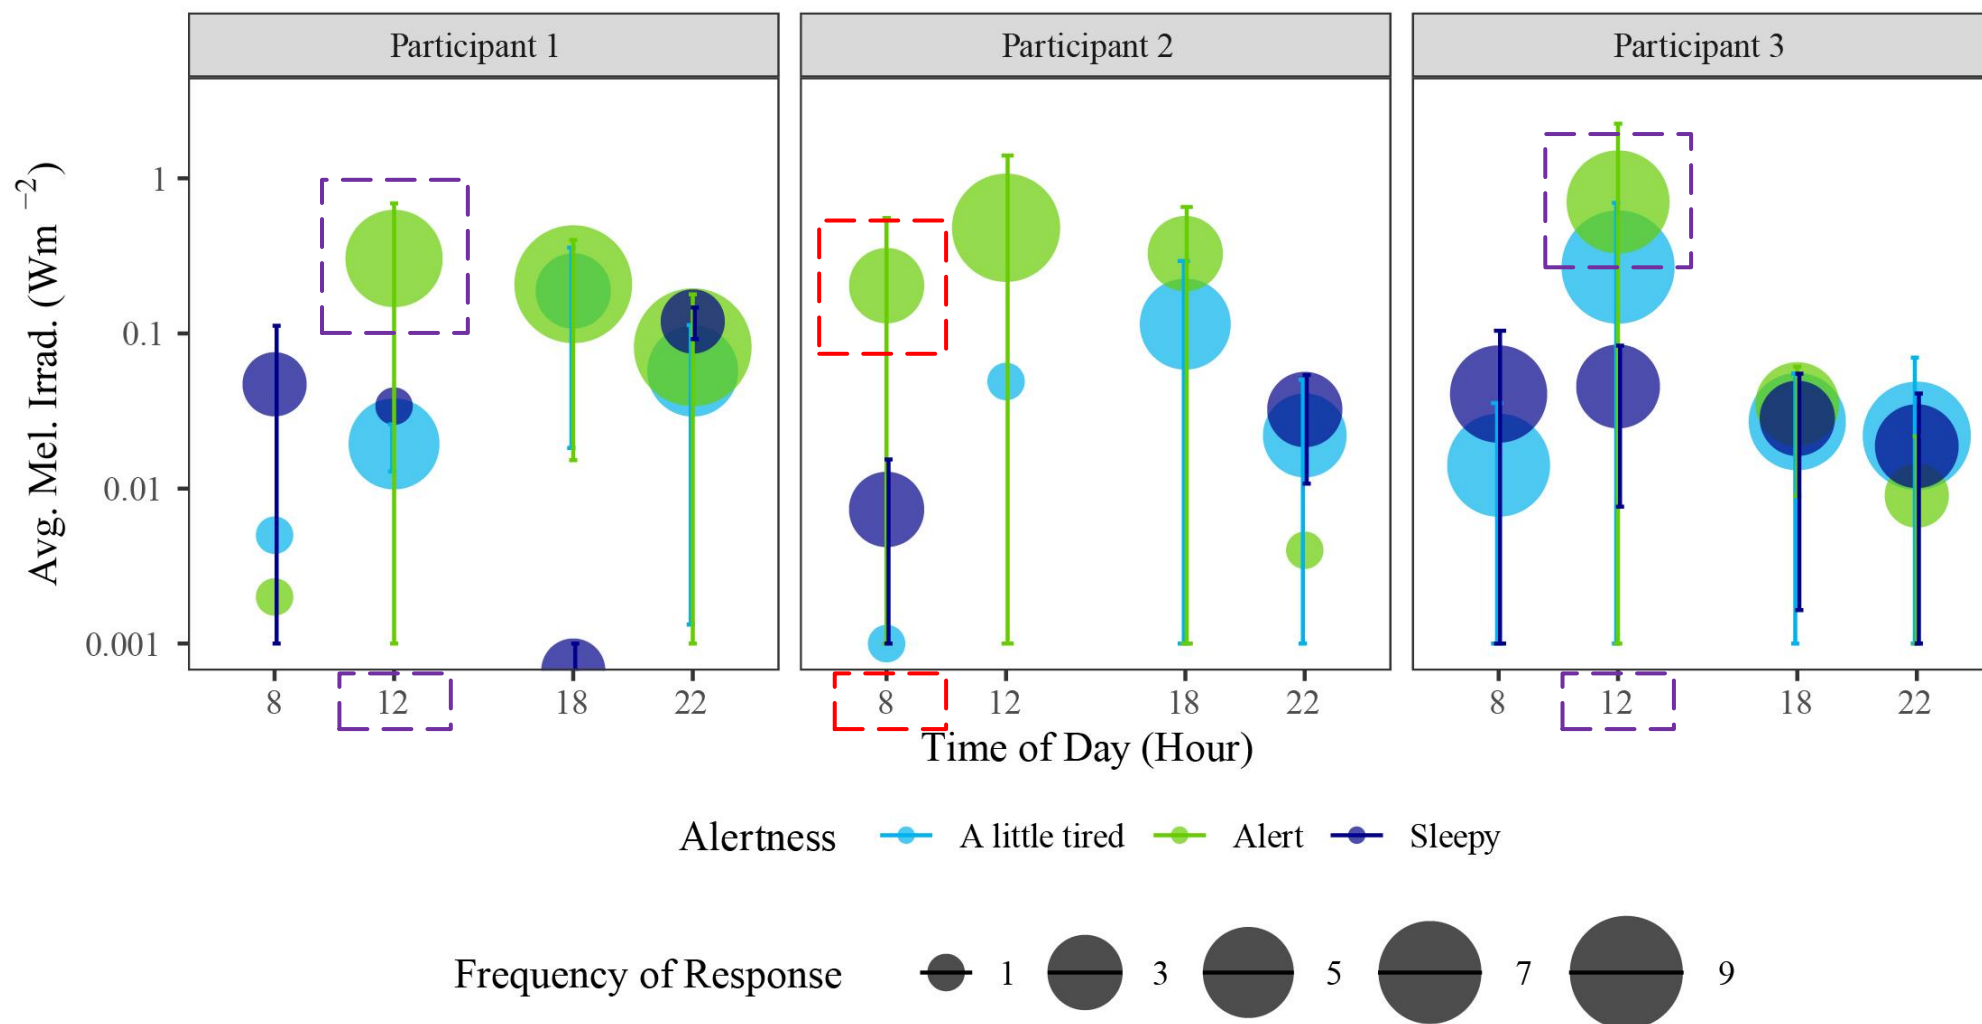 Participant 1 Participant 2 Participant 3
Avg. Mel. Irrad. (Wm −2)
1
0.1
0.01
0.001
8 12 18 22 8 12 18 22 8 12 18 22
Time of Day (Hour)
Alertness A little tired Alert Sleepy
Frequency of Response 1 3 5 7 9